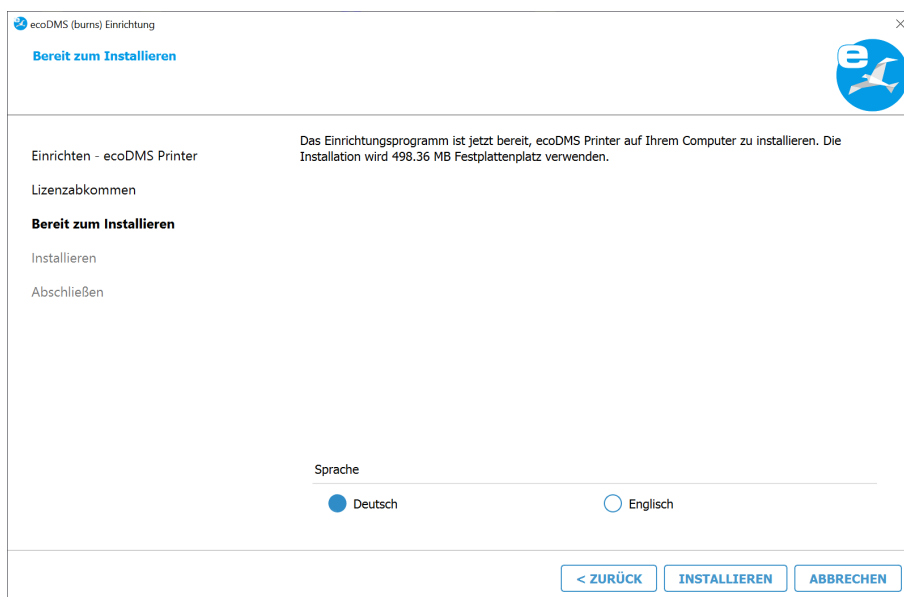 ecoDMS (burns) Einrichtung
Bereit zum Installieren
e
Einrichten - ecoDMS Printer
Lizenzabkommen
Bereit zum Installieren
Installieren
Abschließen
Das Einrichtungsprogramm ist jetzt bereit, ecoDMS Printer auf Ihrem Computer zu installieren. Die
Installation wird 498.36 MB Festplattenplatz verwenden.
Sprache
Deutsch
Englisch
< ZURÜCK
INSTALLIEREN
ABBRECHEN